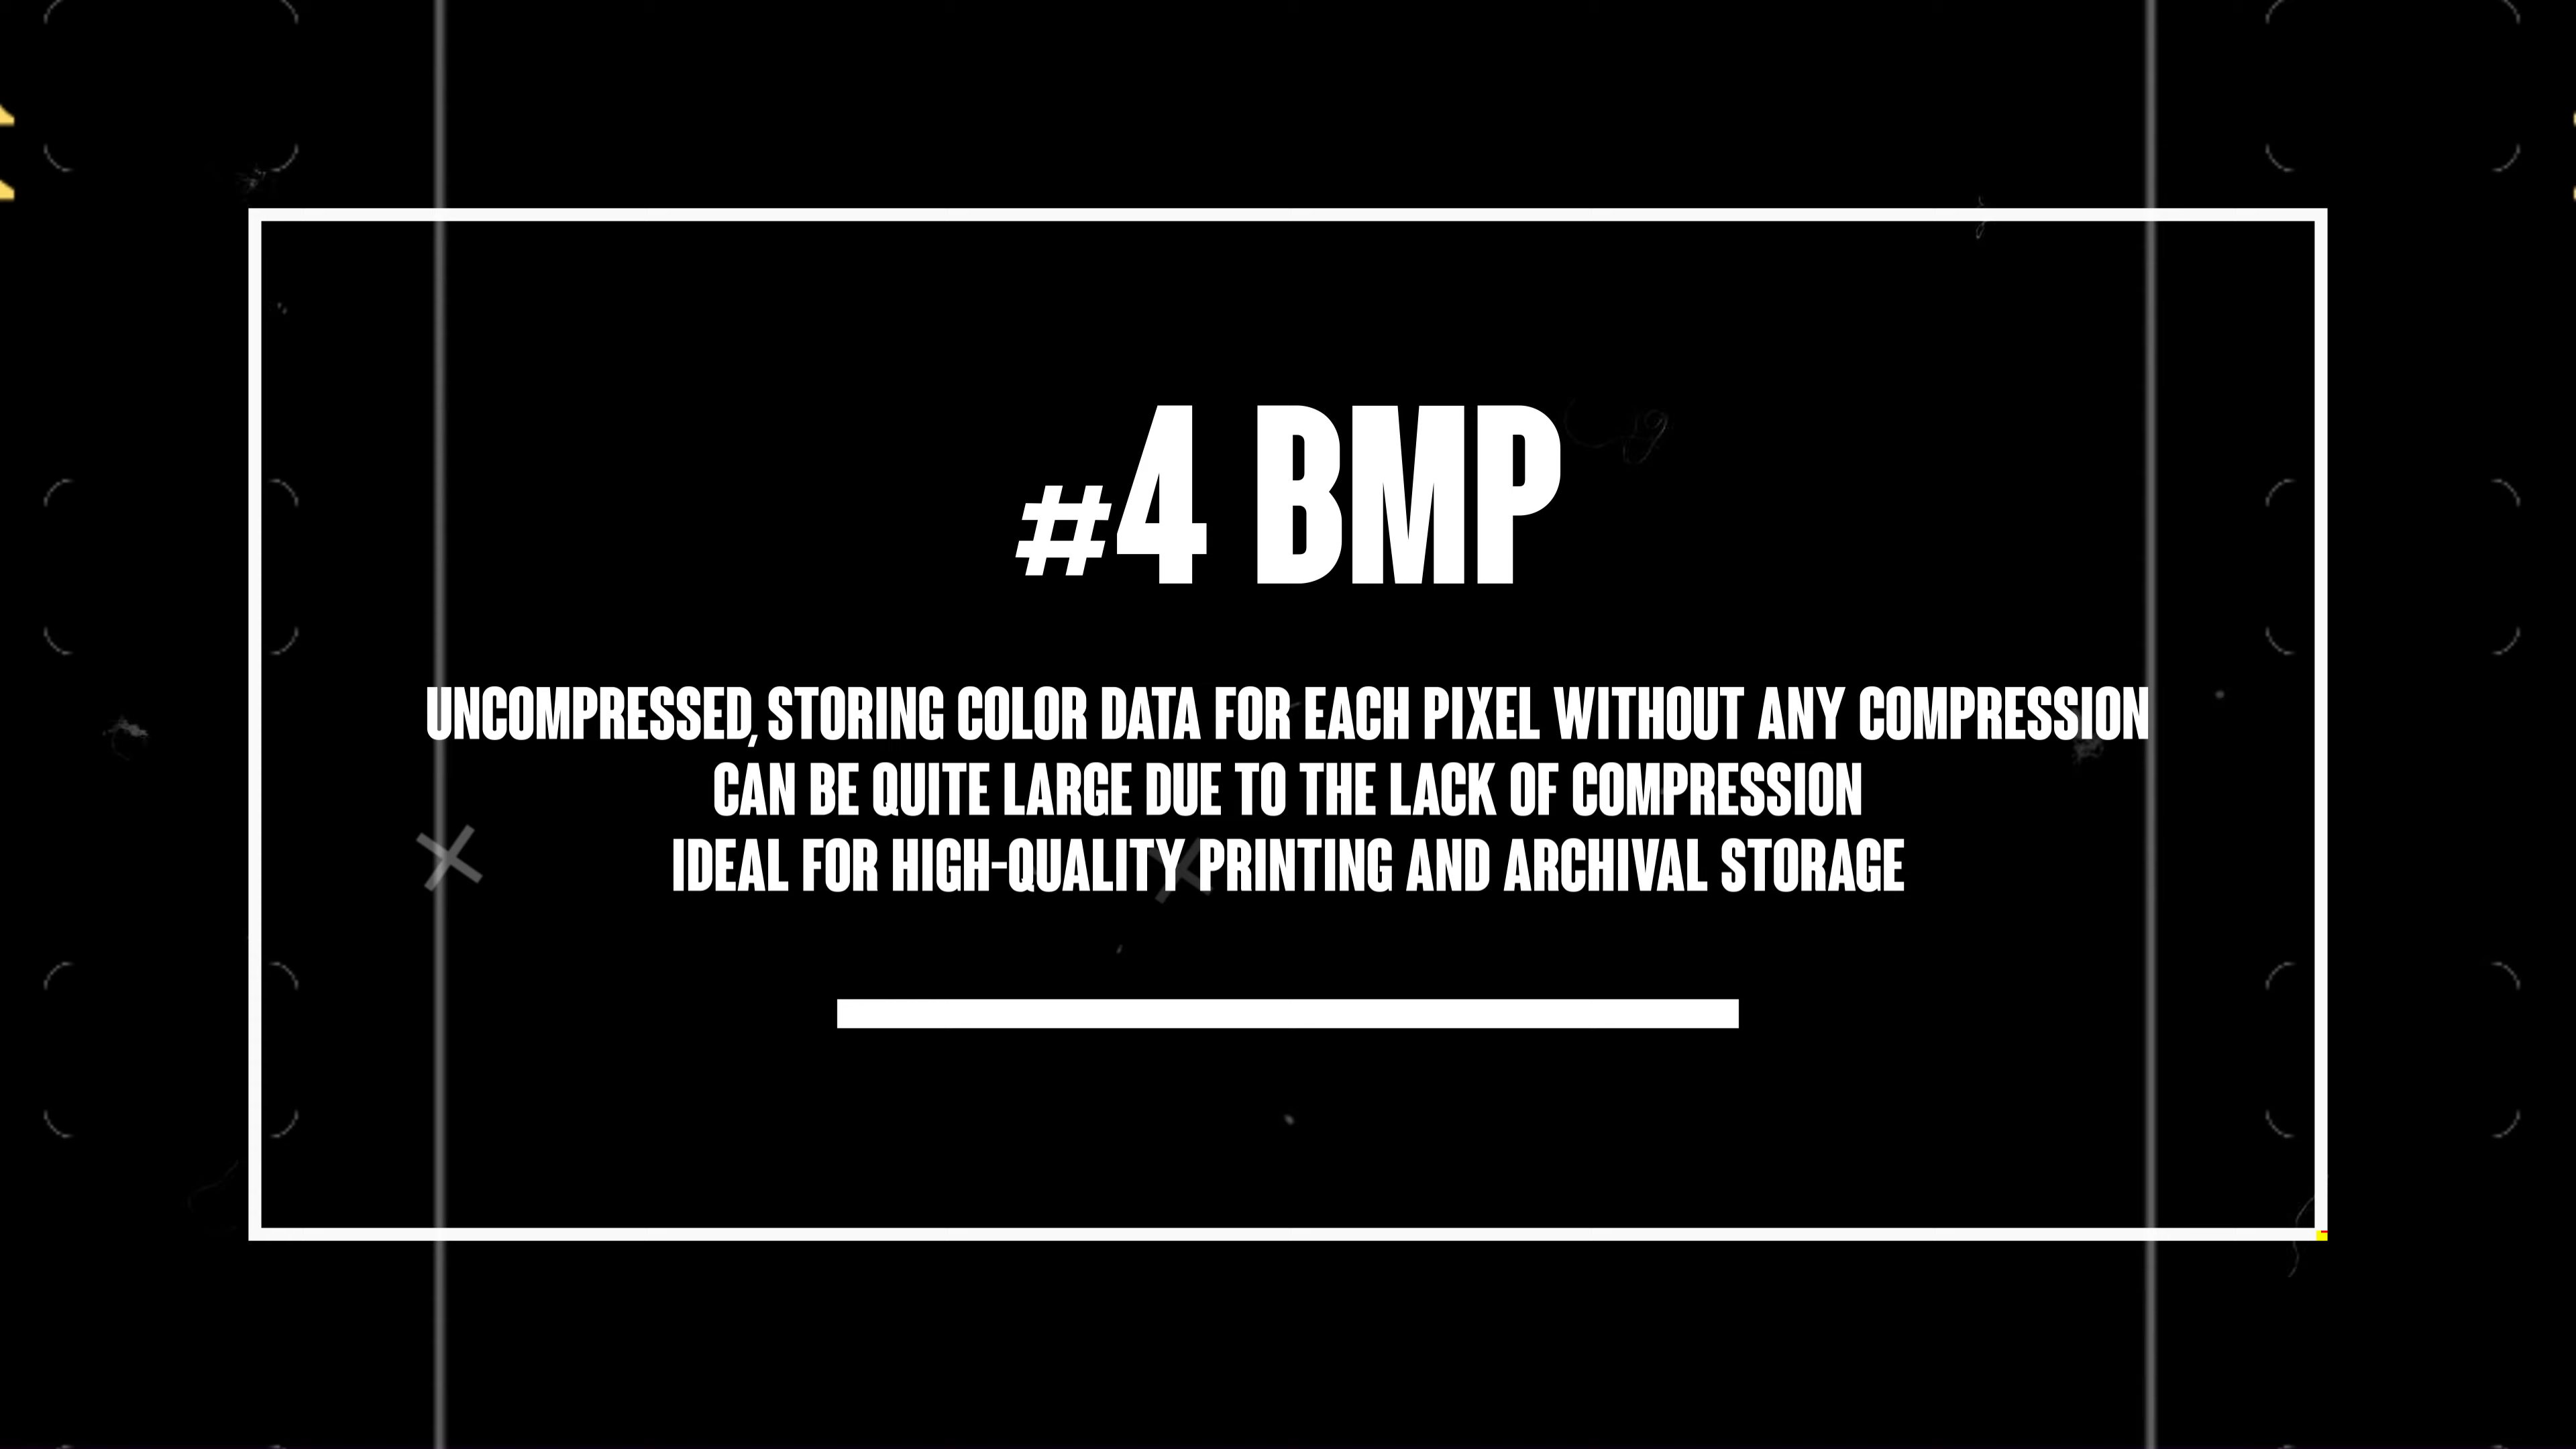 #4 BMP
UNCOMPRESSED, STORING COLOR DATA FOR EACH PIXEL WITHOUT ANY COMPRESSION
CAN BE QUITE LARGE DUE TO THE LACK OF COMPRESSION
IDEAL FOR HIGH-QUALITY PRINTING AND ARCHIVAL STORAGE